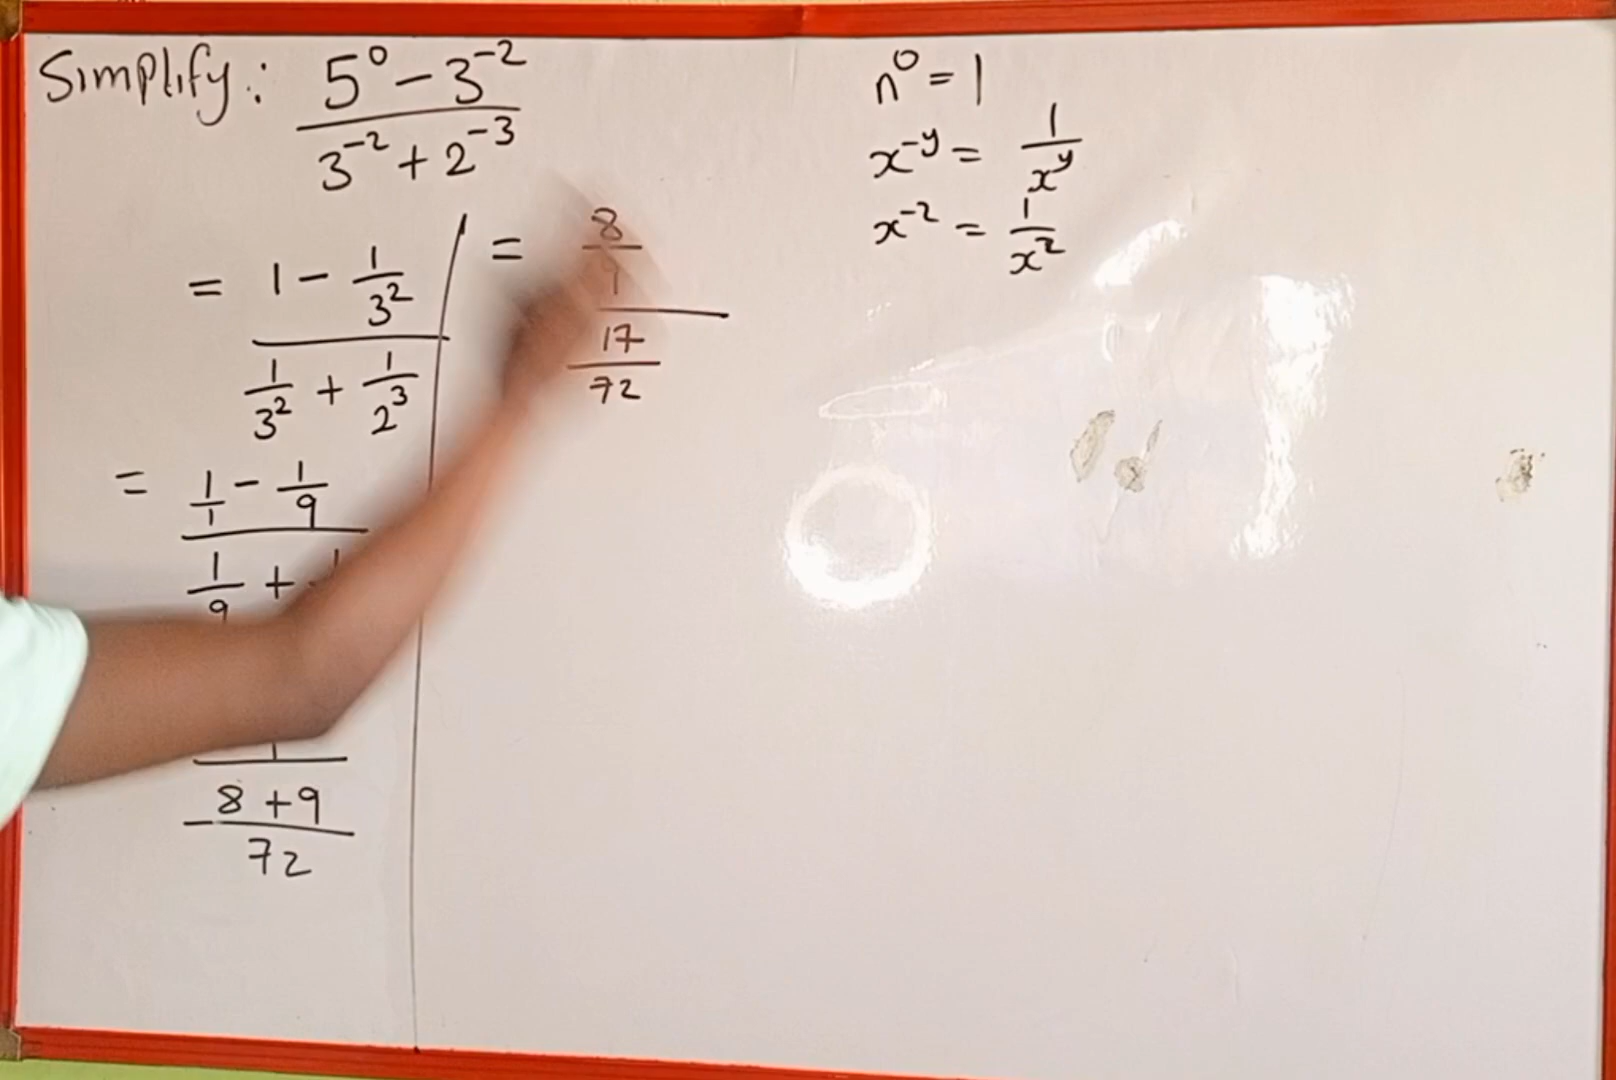 Simplify: 5⁰ − 3⁻² / 3⁻² + 2⁻³
= 1 − 1/3² / 1/3² + 1/2³
= 1/1 − 1/9 / 1/9 +
8 + 9 / 72
= 8/9 / 17/72
n⁰ = 1
x⁻ʸ = 1/xʸ
x⁻² = 1/x²